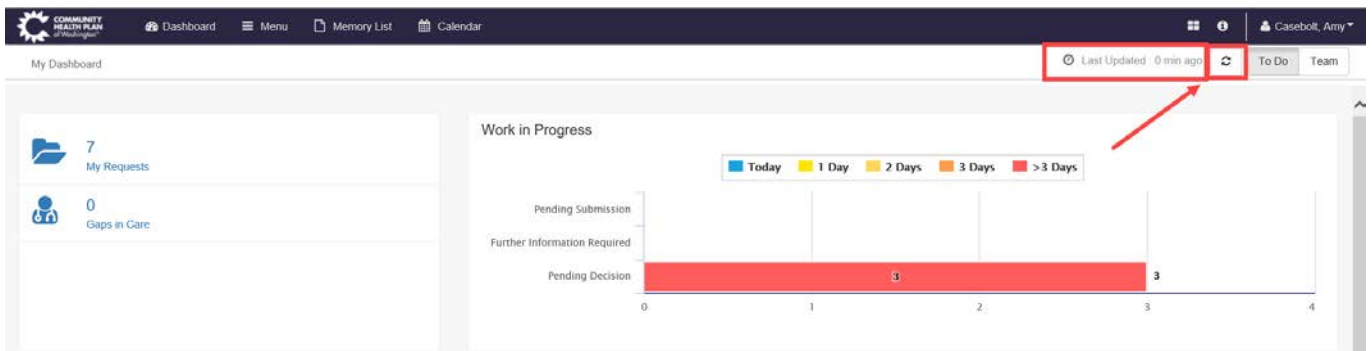 COMMUNITY
HEALTH PLAN
of Washington™
Dashboard Menu Memory List Calendar Casebolt, Amy
My Dashboard Last Updated 0 min ago To Do Team
7
My Requests
0
Gaps in Care
Work in Progress
Today 1 Day 2 Days 3 Days >3 Days
Pending Submission
Further Information Required
Pending Decision 3 3
0 1 2 3 4